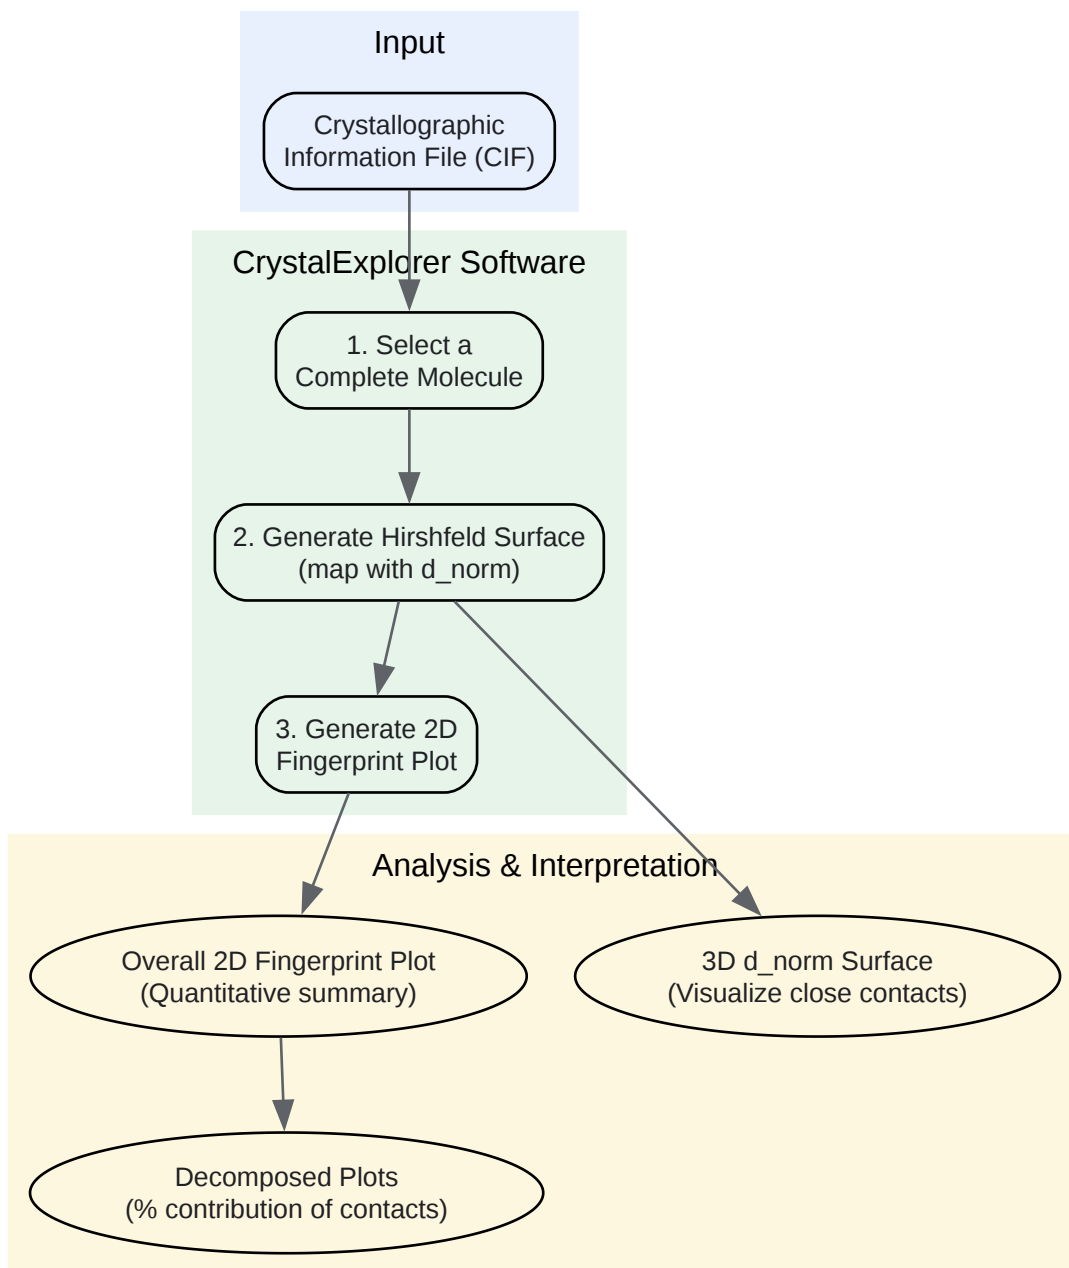 Input
Crystallographic
Information File (CIF)
CrystalExplorer Software
1. Select a
Complete Molecule
2. Generate Hirshfeld Surface
(map with d_norm)
3. Generate 2D
Fingerprint Plot
Analysis & Interpretation
Overall 2D Fingerprint Plot
(Quantitative summary)
3D d_norm Surface
(Visualize close contacts)
Decomposed Plots
(% contribution of contacts)